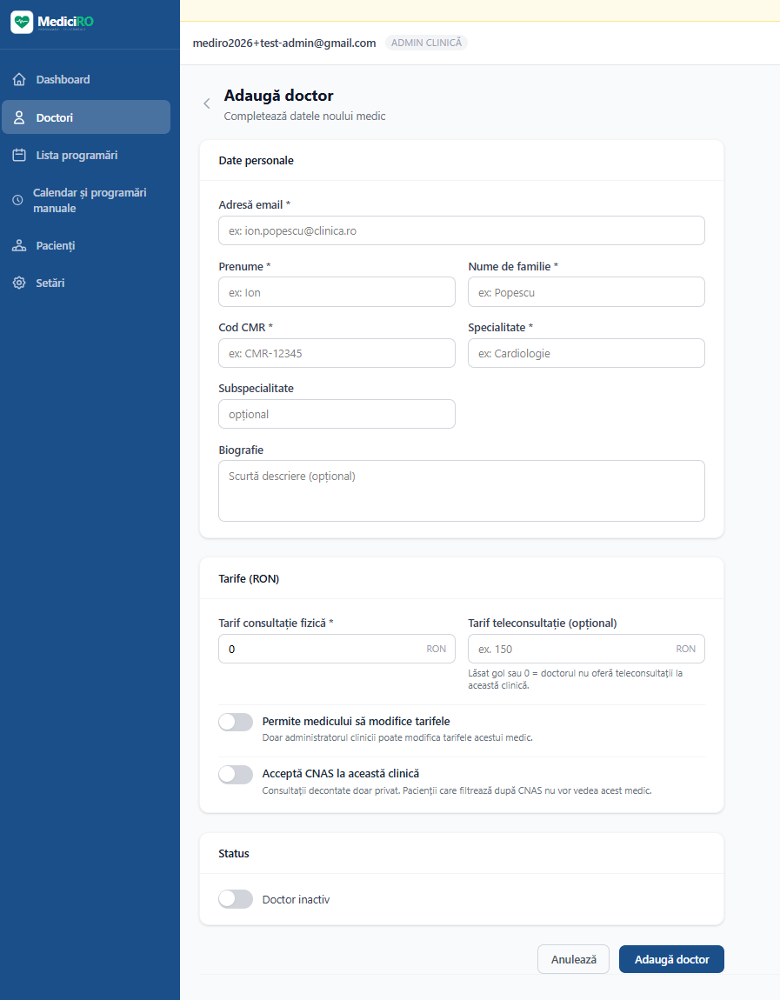 MediciRO
mediro2026+test-admin@gmail.com
ADMIN CLINICĂ
Dashboard
Doctori
Lista programări
Calendar și programări
manuale
Pacienți
Setări
Adaugă doctor
Completează datele noului medic
Date personale
Adresă email *
ex: ion.popescu@clinica.ro
Prenume *
Nume de familie *
ex: Ion
ex: Popescu
Cod CMR *
Specialitate *
ex: CMR-12345
ex: Cardiologie
Subspecialitate
opțional
Biografie
Scurtă descriere (opțional)
Tarife (RON)
Tarif consultație fizică *
Tarif teleconsultație (opțional)
0
RON
ex. 150
RON
Lăsat gol sau 0 = doctorul nu oferă teleconsultații la
această clinică.
Permite medicului să modifice tarifele
Doar administratorul clinicii poate modifica tarifele acestui medic.
Acceptă CNAS la această clinică
Consultații decontate doar privat. Pacienții care filtrează după CNAS nu vor vedea acest medic.
Status
Doctor inactiv
Anulează
Adaugă doctor